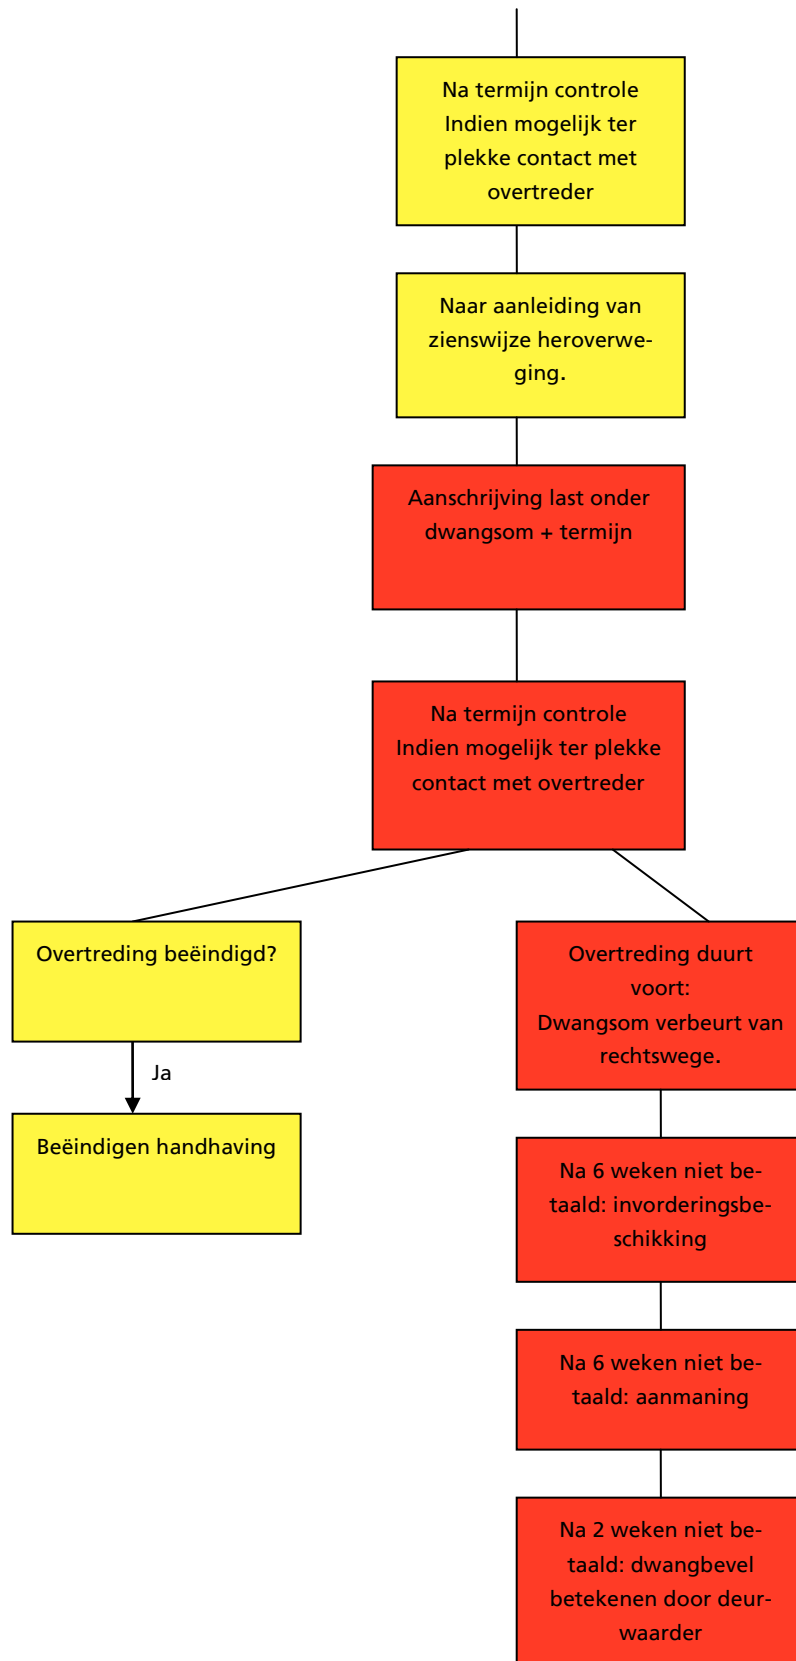 Na termijn controle
Indien mogelijk ter
plekke contact met
overtreder
Naar aanleiding van
zienswijze heroverwe-
ging.
Aanschrijving last onder
dwangsom + termijn
Na termijn controle
Indien mogelijk ter plekke
contact met overtreder
Overtreding beëindigd?
Ja
Beëindigen handhaving
Overtreding duurt
voort:
Dwangsom verbeurt van
rechtswege.
Na 6 weken niet be-
taald: invorderingsbe-
schikking
Na 6 weken niet be-
taald: aanmaning
Na 2 weken niet be-
taald: dwangbevel
betekenen door deur-
waarder